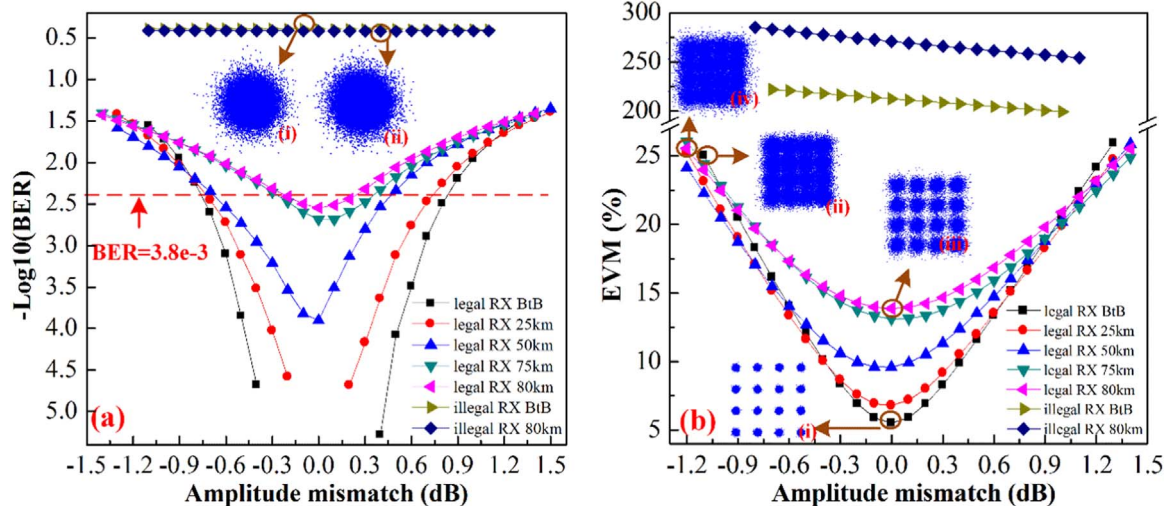 0.5
1.0
1.5
2.0
2.5
3.0
3.5
4.0
4.5
5.0
-Log10(BER)
(i)
(ii)
BER=3.8e-3
legal RX BtB
legal RX 25km
legal RX 50km
legal RX 75km
legal RX 80km
illegal RX BtB
illegal RX 80km
(a)
-1.5 -1.2 -0.9 -0.6 -0.3 0.0 0.3 0.6 0.9 1.2 1.5
Amplitude mismatch (dB)
300
250
200
25
20
15
10
5
EVM (%)
(iv)
(ii)
(iii)
(i)
legal RX BtB
legal RX 25km
legal RX 50km
legal RX 75km
legal RX 80km
illegal RX BtB
illegal RX 80km
(b)
-1.2 -0.9 -0.6 -0.3 0.0 0.3 0.6 0.9 1.2 1.5
Amplitude mismatch (dB)